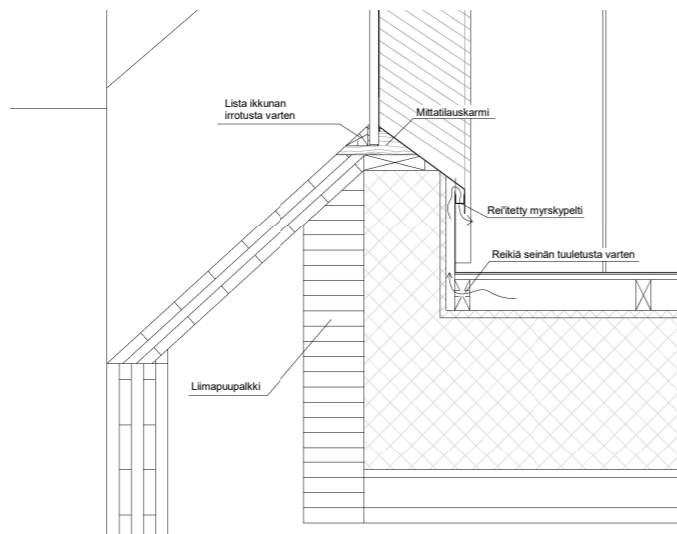 Lista ikkunan
irrotusta varten
Mittatilauskarmi
Rei'itetty myrskypelti
Reikiä seinän tuuletusta varten
Liimapuupalkki